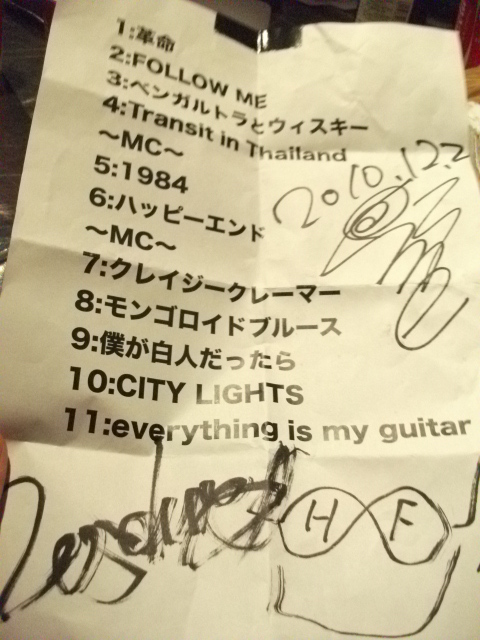 1:革命
2:FOLLOW ME
3:ベンガルトラとウィスキー
4:Transit in Thailand
〜MC〜
5:1984
6:ハッピーエンド
〜MC〜
7:クレイジークレーマー
8:モンゴロイドブルース
9:僕が白人だったら
10:CITY LIGHTS
11:everything is my guitar
2010.12.2
H F